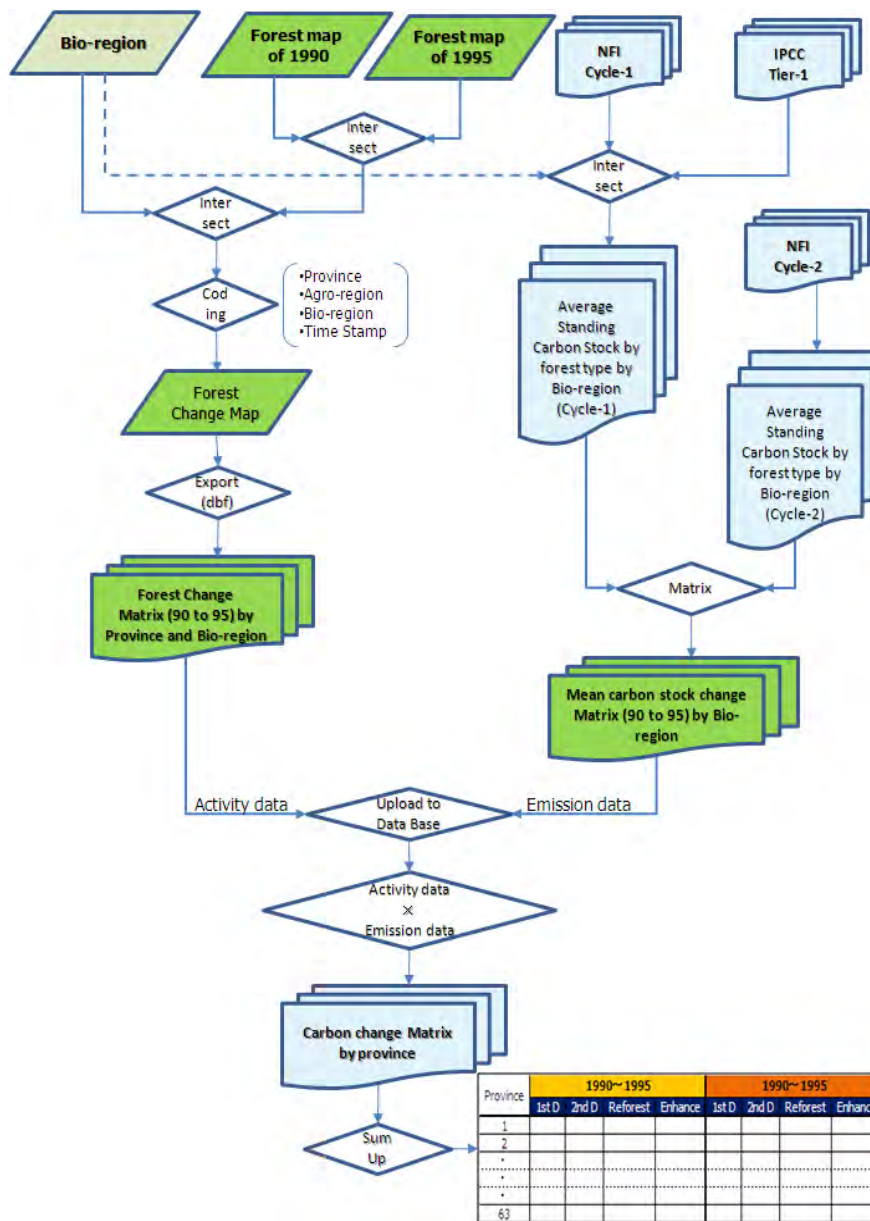 Bio-region
Forest map
of 1990
Forest map
of 1995
NFI
Cycle-1
IPCC
Tier-1
Inter
sect
Inter
sect
Inter
sect
NFI
Cycle-2
Cod
ing
•Province
•Agro-region
•Bio-region
•Time Stamp
Average
Standing
Carbon Stock by
forest type by
Bio-region
(Cycle-1)
Forest
Change Map
Average
Standing
Carbon Stock by
forest type by
Bio-region
(Cycle-2)
Export
(dbf)
Forest Change
Matrix (90 to 95) by
Province and Bio-region
Matrix
Mean carbon stock change
Matrix (90 to 95) by Bio-
region
Activity data
Upload to
Data Base
Emission data
Activity data
×
Emission data
Carbon change Matrix
by province
Sum
Up
Province 1990~1995 1990~1995
1st D 2nd D Reforest Enhance 1st D 2nd D Reforest Enhance
1
2
•
•
•
63